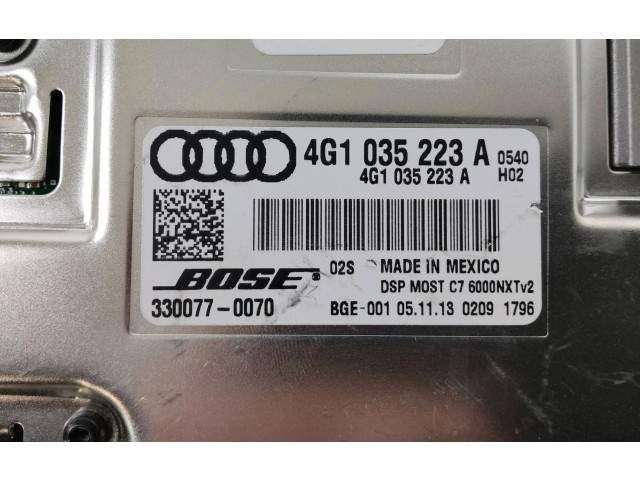 4G1 035 223 A 0540
4G1 035 223 A H02
BOSE® 02S MADE IN MEXICO
DSP MOST C7 6000NXTv2
330077-0070 BGE-001 05.11.13 0209 1796